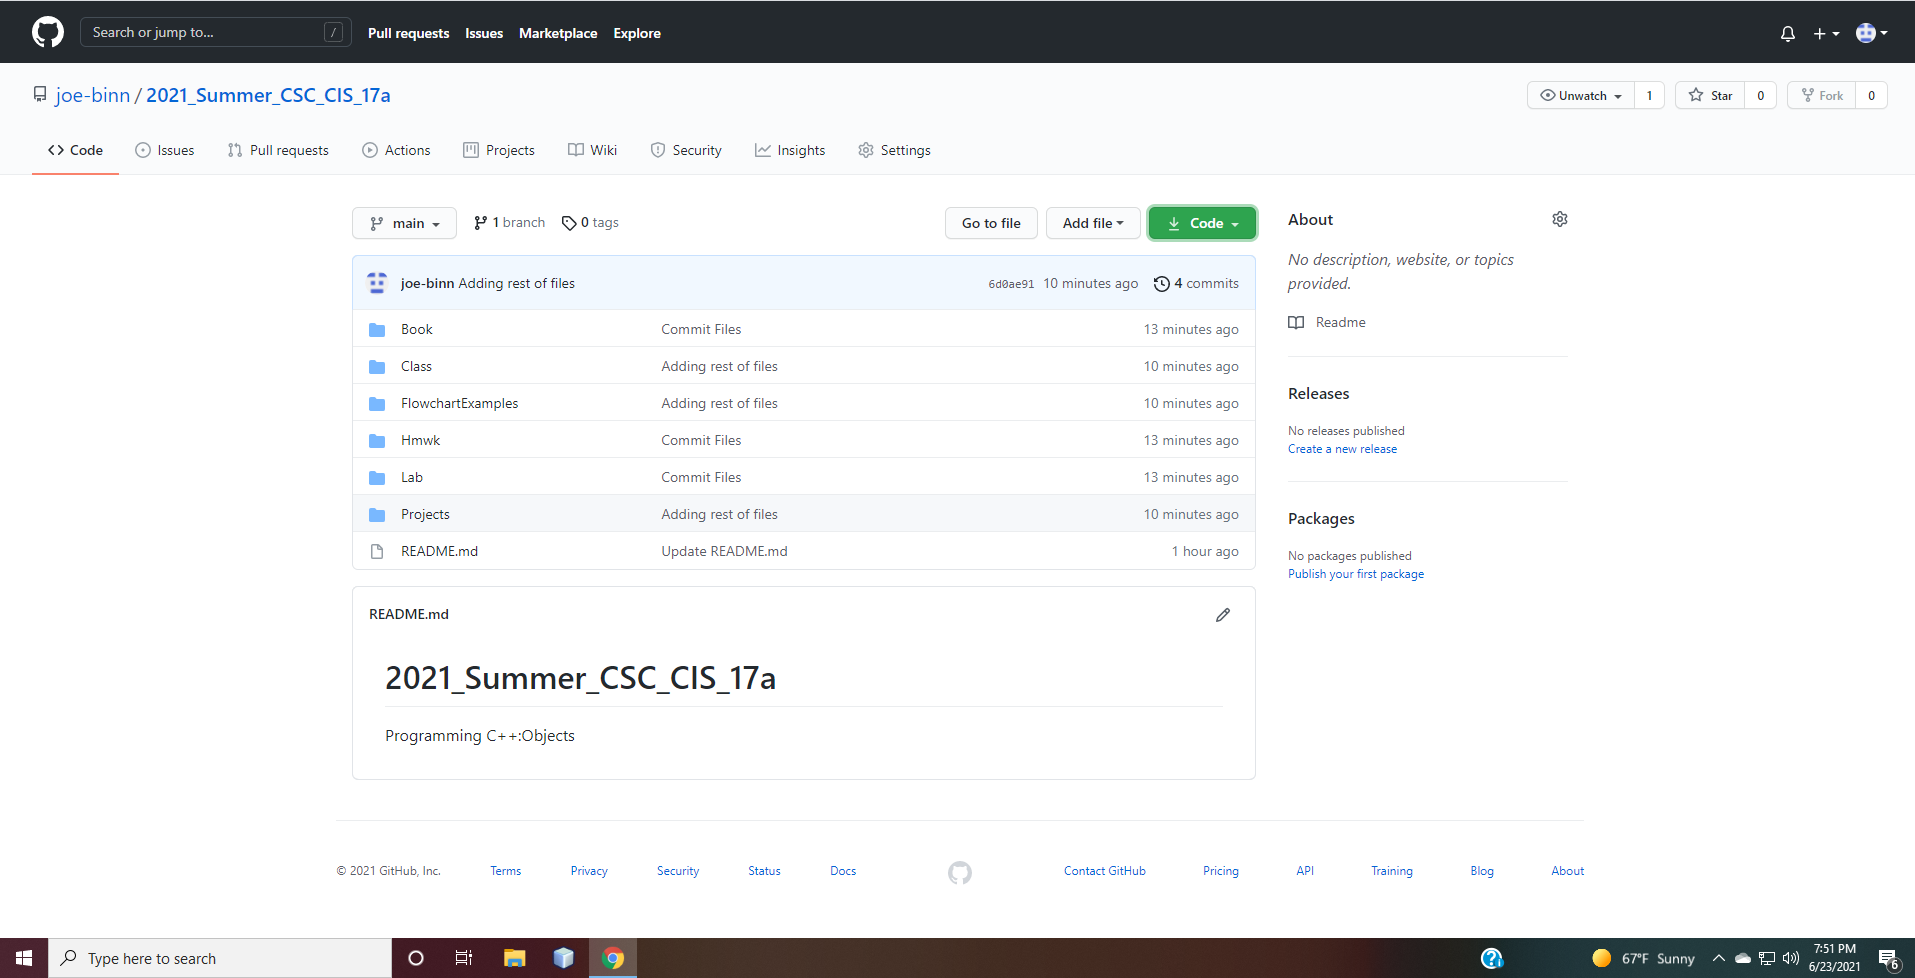 Search or jump to... /
Pull requests Issues Marketplace Explore
joe-binn / 2021_Summer_CSC_CIS_17a
Unwatch 1 Star 0 Fork 0
Code Issues Pull requests Actions Projects Wiki Security Insights Settings
main 1 branch 0 tags
Go to file Add file Code
joe-binn Adding rest of files 6d0ae91 10 minutes ago 4 commits
Book Commit Files 13 minutes ago
Class Adding rest of files 10 minutes ago
FlowchartExamples Adding rest of files 10 minutes ago
Hmwk Commit Files 13 minutes ago
Lab Commit Files 13 minutes ago
Projects Adding rest of files 10 minutes ago
README.md Update README.md 1 hour ago
README.md
2021_Summer_CSC_CIS_17a
Programming C++:Objects
About
No description, website, or topics
provided.
Readme
Releases
No releases published
Create a new release
Packages
No packages published
Publish your first package
© 2021 GitHub, Inc. Terms Privacy Security Status Docs Contact GitHub Pricing API Training Blog About
Type here to search
67°F Sunny
7:51 PM
6/23/2021
6